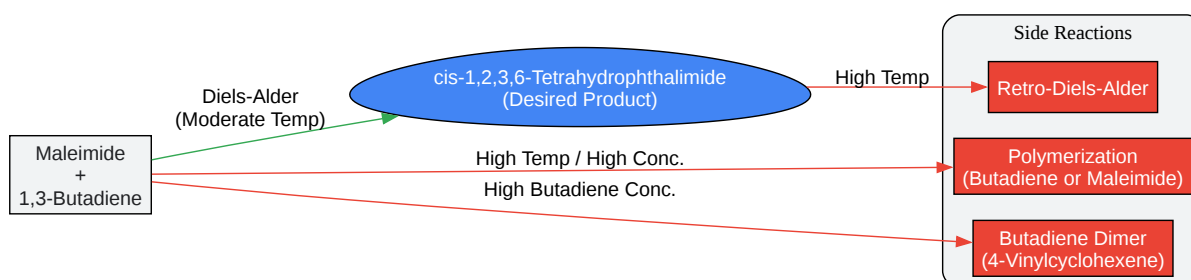 Maleimide
+
1,3-Butadiene
Diels-Alder
(Moderate Temp)
cis-1,2,3,6-Tetrahydrophthalimide
(Desired Product)
High Temp
High Temp / High Conc.
High Butadiene Conc.
Side Reactions
Retro-Diels-Alder
Polymerization
(Butadiene or Maleimide)
Butadiene Dimer
(4-Vinylcyclohexene)